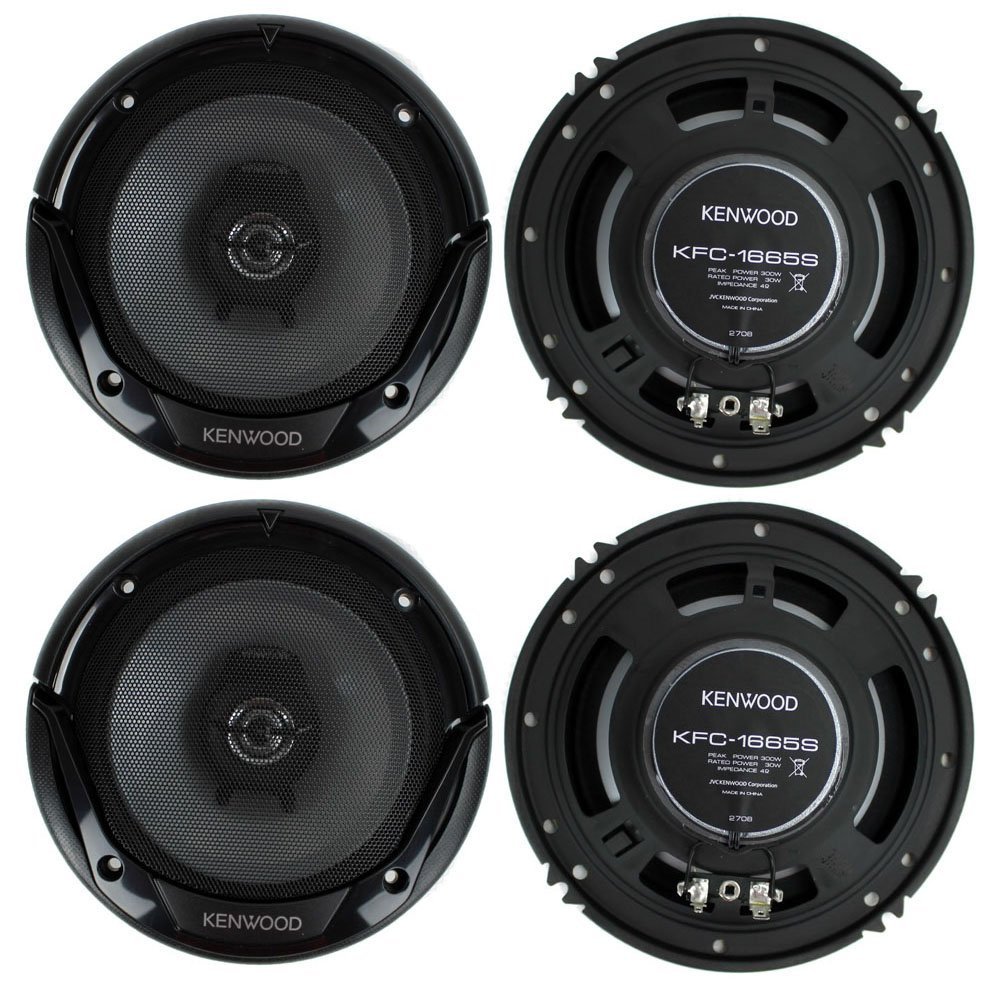 KENWOOD
KENWOOD
KFC-1665S
PEAK POWER 300W
RATED POWER 30W
IMPEDANCE 4Ω
JVCKENWOOD Corporation
MADE IN CHINA
2708
KENWOOD
KENWOOD
KFC-1665S
PEAK POWER 300W
RATED POWER 30W
IMPEDANCE 4Ω
JVCKENWOOD Corporation
MADE IN CHINA
2708